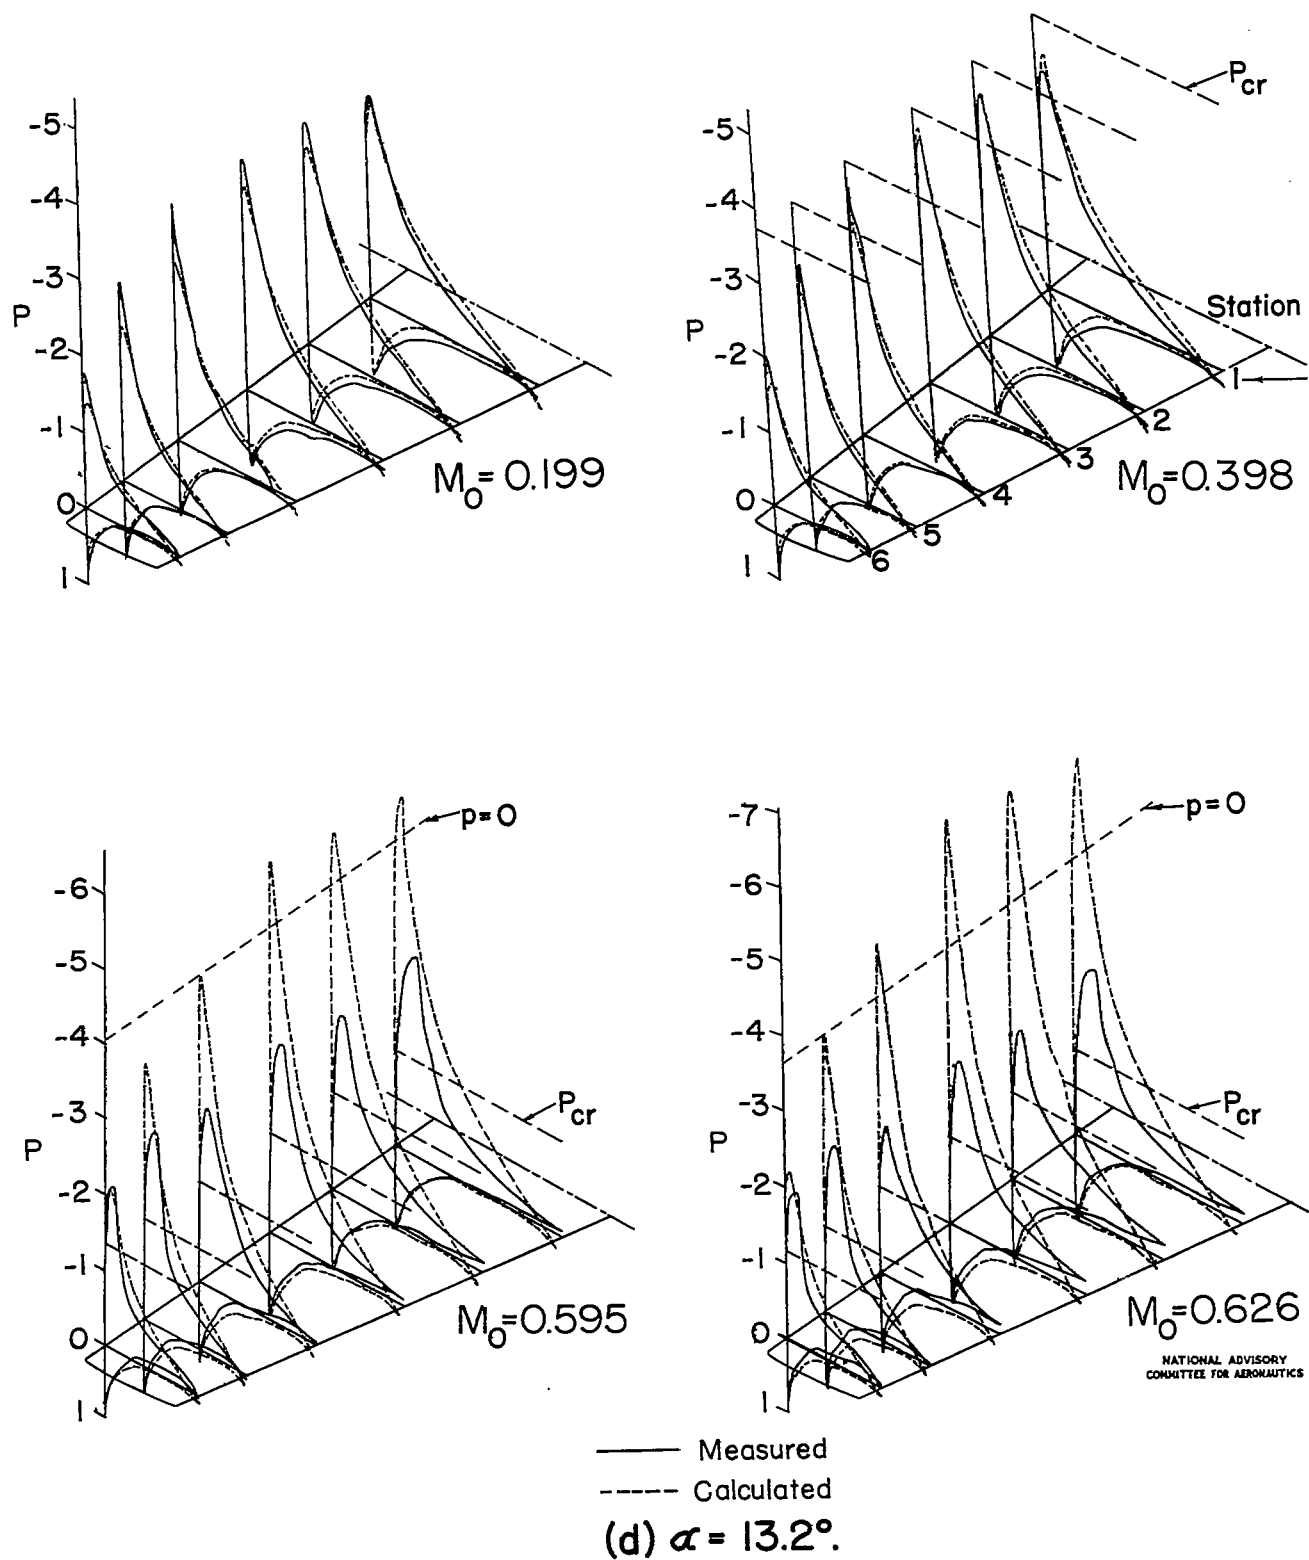 -5
-4
-3
P
-2
-1
0
1
M₀=0.199
Pcr
-5
-4
-3
P
-2
-1
0
1
Station
1
2
3
4
5
6
M₀=0.398
p=0
-6
-5
-4
-3
P
-2
-1
0
1
Pcr
M₀=0.595
p=0
-7
-6
-5
-4
-3
P
-2
-1
0
1
Pcr
M₀=0.626
NATIONAL ADVISORY
COMMITTEE FOR AERONAUTICS
Measured
Calculated
(d) α = 13.2°.